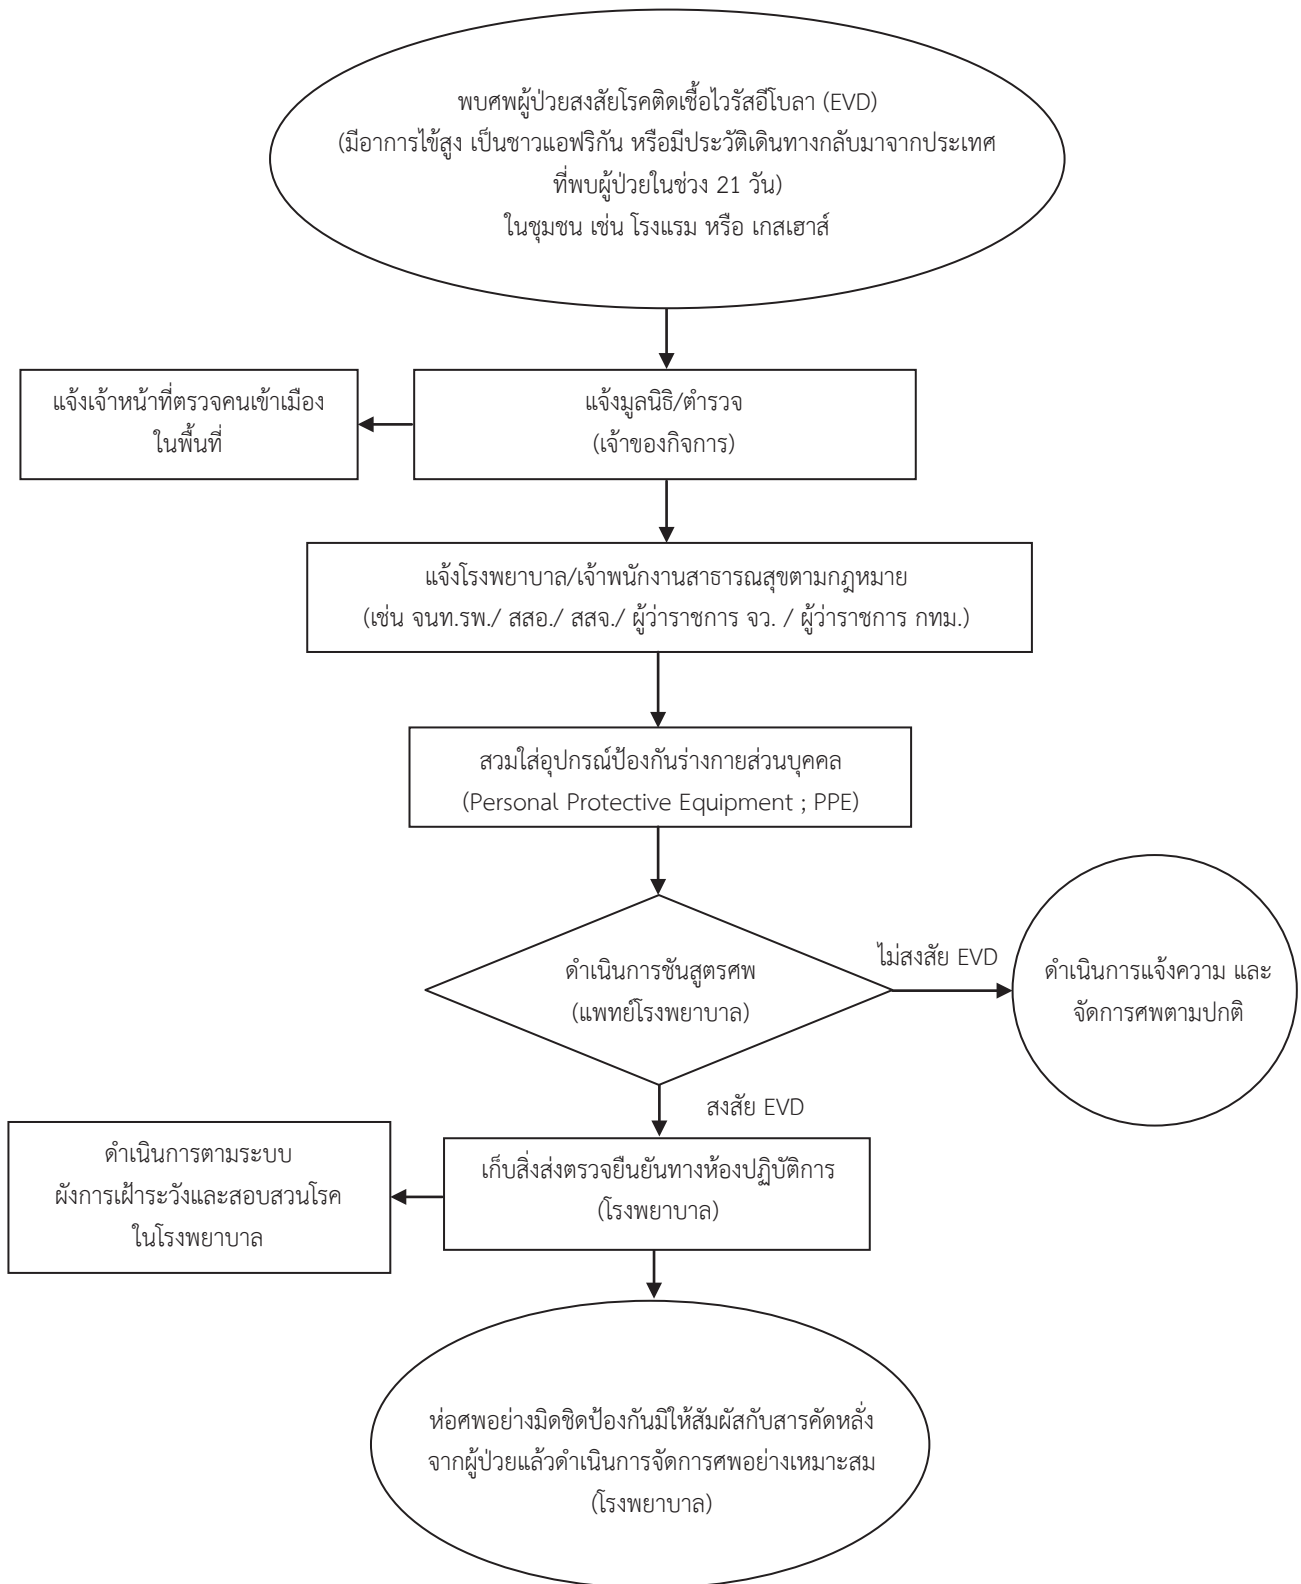 พบศพผู้ป่วยสงสัยโรคติดเชื้อไวรัสอีโบลา (EVD)
(มีอาการไข้สูง เป็นชาวแอฟริกัน หรือมีประวัติเดินทางกลับมาจากประเทศ
ที่พบผู้ป่วยในช่วง 21 วัน)
ในชุมชน เช่น โรงแรม หรือ เกสเฮาส์
แจ้งเจ้าหน้าที่ตรวจคนเข้าเมือง
ในพื้นที่
แจ้งมูลนิธิ/ตำรวจ
(เจ้าของกิจการ)
แจ้งโรงพยาบาล/เจ้าพนักงานสาธารณสุขตามกฎหมาย
(เช่น จนท.รพ./ สสอ./ สสจ./ ผู้ว่าราชการ จว. / ผู้ว่าราชการ กทม.)
สวมใส่อุปกรณ์ป้องกันร่างกายส่วนบุคคล
(Personal Protective Equipment ; PPE)
ดำเนินการชันสูตรศพ
(แพทย์โรงพยาบาล)
ไม่สงสัย EVD
ดำเนินการแจ้งความ และ
จัดการศพตามปกติ
สงสัย EVD
ดำเนินการตามระบบ
ผังการเฝ้าระวังและสอบสวนโรค
ในโรงพยาบาล
เก็บสิ่งส่งตรวจยืนยันทางห้องปฏิบัติการ
(โรงพยาบาล)
ห่อศพอย่างมิดชิดป้องกันมิให้สัมผัสกับสารคัดหลั่ง
จากผู้ป่วยแล้วดำเนินการจัดการศพอย่างเหมาะสม
(โรงพยาบาล)